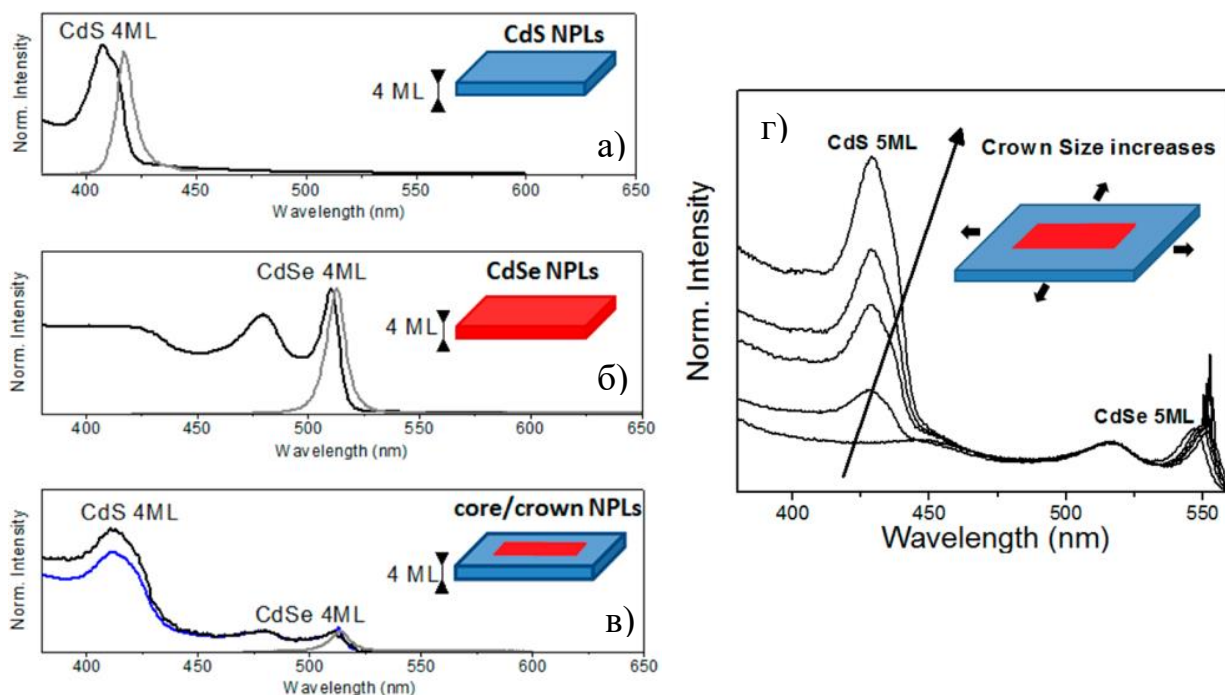 CdS 4ML
CdS NPLs
4 ML
а)
Norm. Intensity
400 450 500 550 600 650
Wavelength (nm)
CdSe 4ML
CdSe NPLs
4 ML
б)
Norm. Intensity
400 450 500 550 600 650
Wavelength (nm)
CdS 4ML
core/crown NPLs
4 ML
CdSe 4ML
в)
Norm. Intensity
400 450 500 550 600 650
Wavelength (nm)
г)
CdS 5ML
Crown Size increases
CdSe 5ML
Norm. Intensity
400 450 500 550
Wavelength (nm)